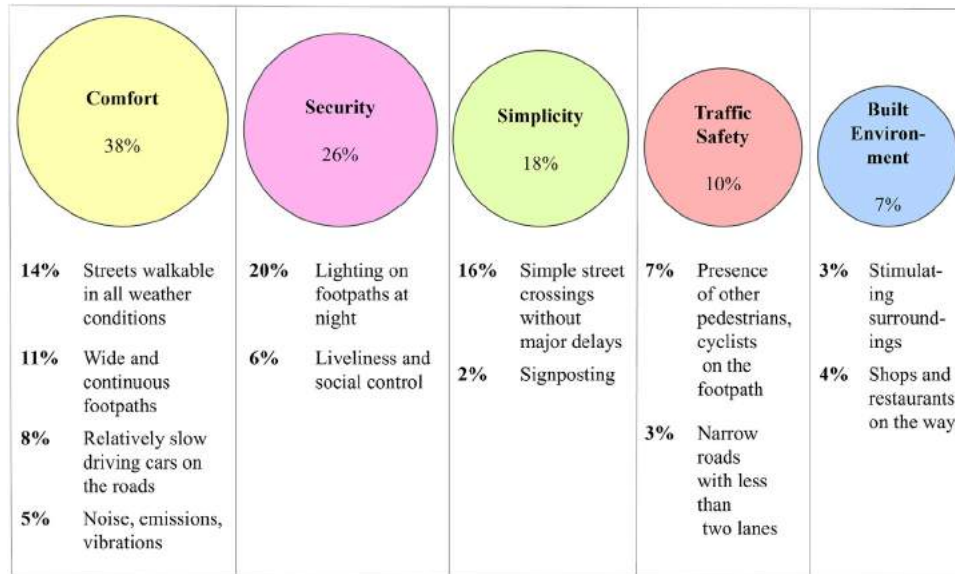 Comfort
38%
14% Streets walkable
in all weather
conditions
11% Wide and
continuous
footpaths
8% Relatively slow
driving cars on
the roads
5% Noise, emissions,
vibrations
Security
26%
20% Lighting on
footpaths at
night
6% Liveliness and
social control
Simplicity
18%
16% Simple street
crossings
without
major delays
2% Signposting
Traffic
Safety
10%
7% Presence
of other
pedestrians,
cyclists
on the
footpath
3% Narrow
roads
with less
than
two lanes
Built
Environ-
ment
7%
3% Stimulat-
ing
surround-
ings
4% Shops and
restaurants
on the way